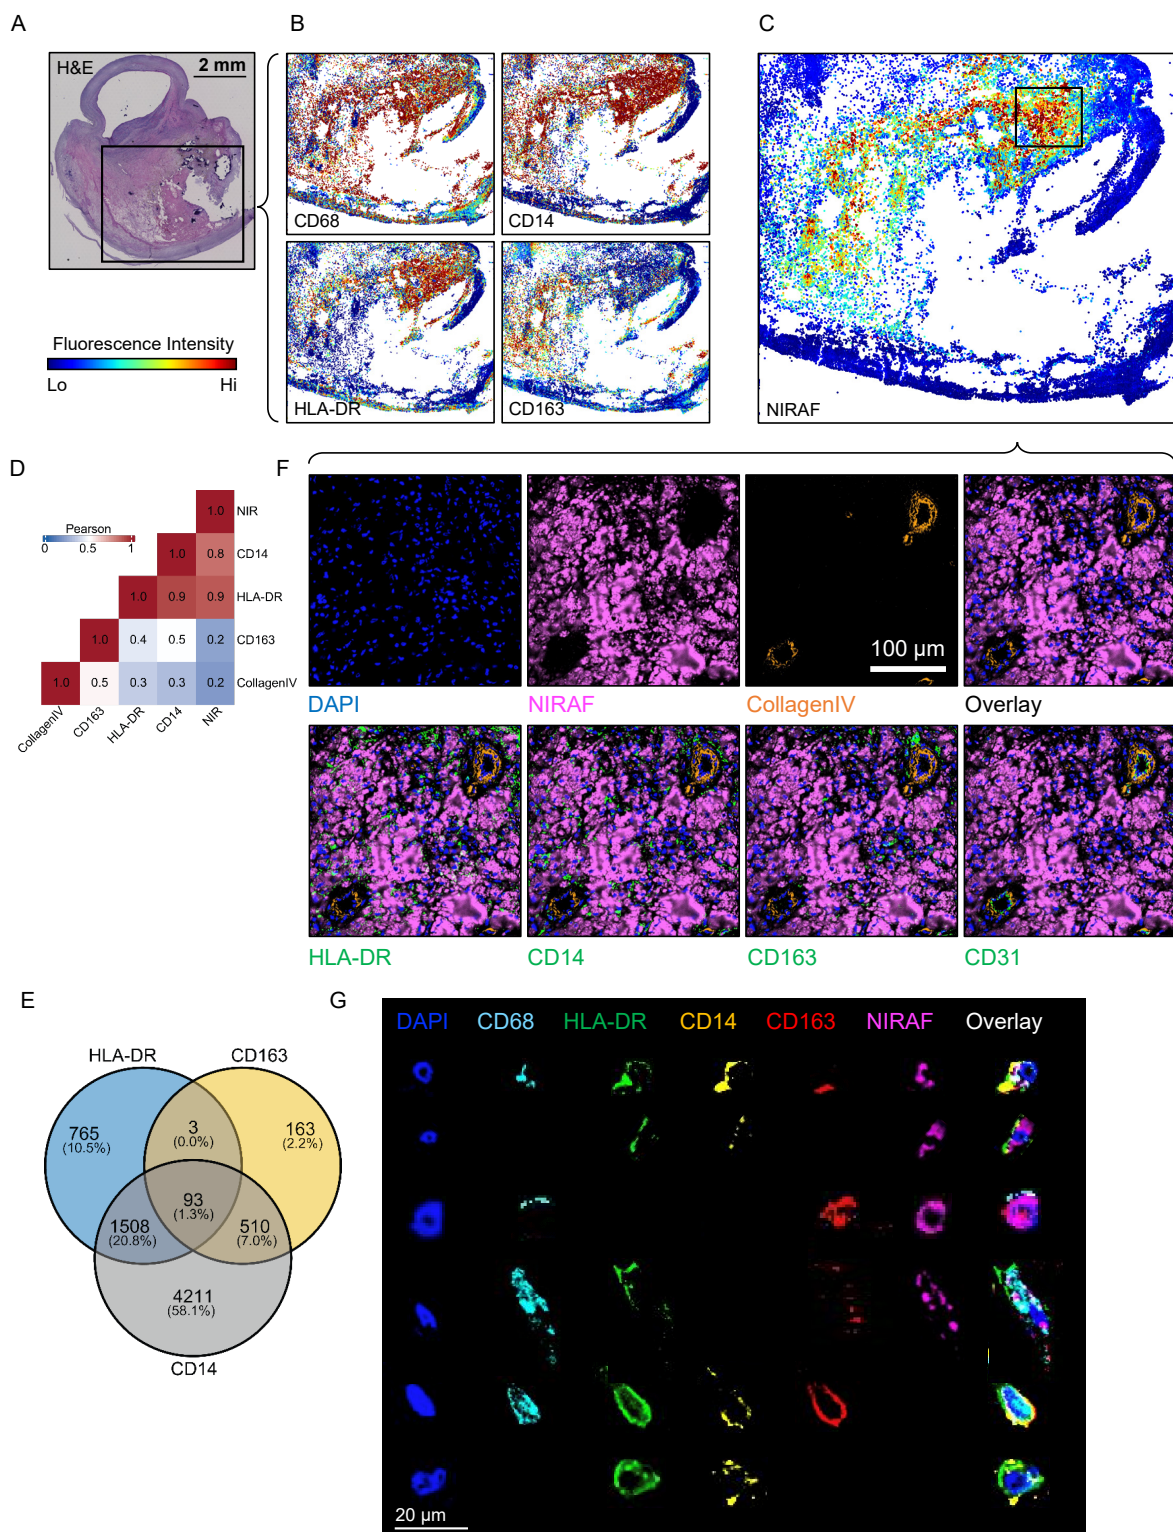 A
B
C
H&E
2 mm
CD68
CD14
HLA-DR
CD163
NIRAF
Fluorescence Intensity
Lo
Hi
D
Pearson
0
0.5
1
1.0
NIR
1.0
0.8
CD14
1.0
0.9
0.9
HLA-DR
1.0
0.4
0.5
0.2
CD163
1.0
0.5
0.3
0.3
0.2
CollagenIV
CollagenIV
CD163
HLA-DR
CD14
NIR
F
100 µm
DAPI
NIRAF
CollagenIV
Overlay
HLA-DR
CD14
CD163
CD31
E
HLA-DR
CD163
765
(10.5%)
3
(0.0%)
163
(2.2%)
93
(1.3%)
1508
(20.8%)
510
(7.0%)
4211
(58.1%)
CD14
G
DAPI
CD68
HLA-DR
CD14
CD163
NIRAF
Overlay
20 µm